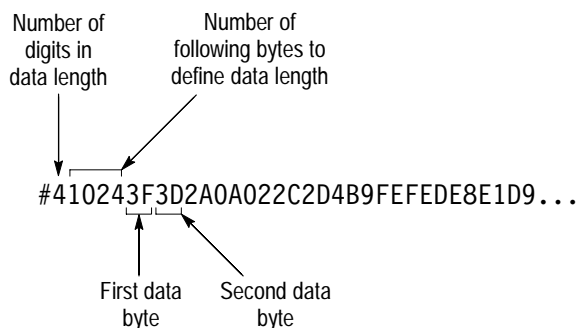 Number of
digits in
data length
Number of
following bytes to
define data length
#410243F3D2A0A022C2D4B9FEFEDE8E1D9...
First data
byte
Second data
byte